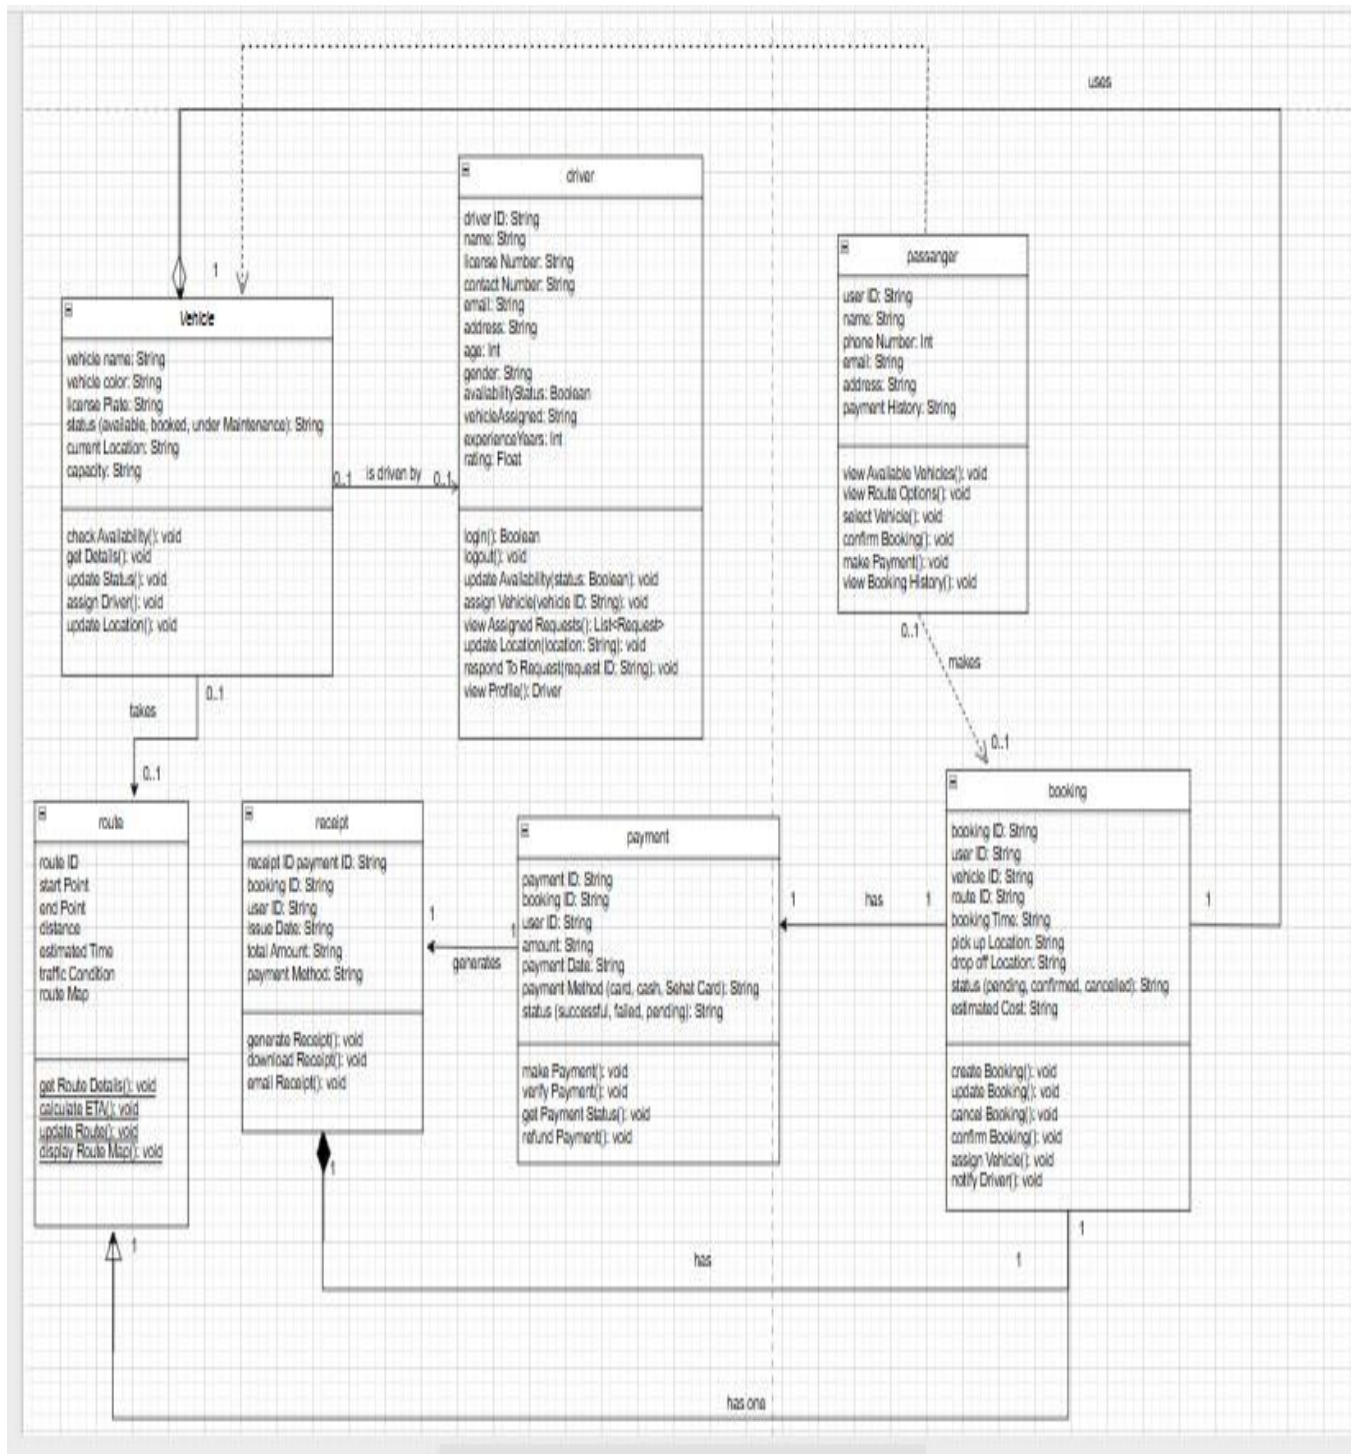 uses
driver
driver ID: String
name: String
license Number: String
contact Number: String
email: String
address: String
age: Int
gender: String
availabilityStatus: Boolean
vehicleAssigned: String
experienceYears: Int
rating: Float
login(): Boolean
logout(): void
update Availability(status: Boolean): void
assign Vehicle(vehicle ID: String): void
view Assigned Requests(): List<Request>
update Location(location: String): void
respond To Request(request ID: String): void
view Profile(): Driver
passanger
user ID: String
name: String
phone Number: Int
email: String
address: String
payment History: String
view Available Vehicles(): void
view Route Options(): void
select Vehicle(): void
confirm Booking(): void
make Payment(): void
view Booking History(): void
1
Vehicle
vehicle name: String
vehicle color: String
license Plate: String
status (available, booked, under Maintenance): String
current Location: String
capacity: String
check Availability(): void
get Details(): void
update Status(): void
assign Driver(): void
update Location(): void
0..1
is driven by
0..1
0..1
makes
0..1
takes
0..1
0..1
route
route ID
start Point
end Point
distance
estimated Time
traffic Condition
route Map
get Route Details(): void
calculate ETA(): void
update Route(): void
display Route Map(): void
receipt
receipt ID payment ID: String
booking ID: String
user ID: String
issue Date: String
total Amount: String
payment Method: String
generate Receipt(): void
download Receipt(): void
email Receipt(): void
1
1
generates
payment
payment ID: String
booking ID: String
user ID: String
amount: String
payment Date: String
payment Method (card, cash, Sehat Card): String
status (successful, failed, pending): String
make Payment(): void
verify Payment(): void
get Payment Status(): void
refund Payment(): void
1
has
1
booking
booking ID: String
user ID: String
vehicle ID: String
route ID: String
booking Time: String
pick up Location: String
drop off Location: String
status (pending, confirmed, cancelled): String
estimated Cost: String
create Booking(): void
update Booking(): void
cancel Booking(): void
confirm Booking(): void
assign Vehicle(): void
notify Driver(): void
1
1
1
1
has
1
has one